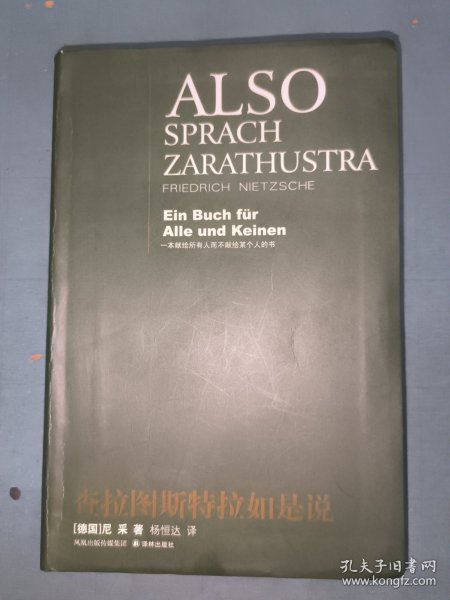 ALSO
SPRACH
ZARATHUSTRA
FRIEDRICH NIETZSCHE
Ein Buch für
Alle und Keinen
一本献给所有人而不献给某个人的书
查拉图斯特拉如是说
[德国]尼 采 著 杨恒达 译
凤凰出版传媒集团 译林出版社
孔夫子旧书网
www.kongfz.com